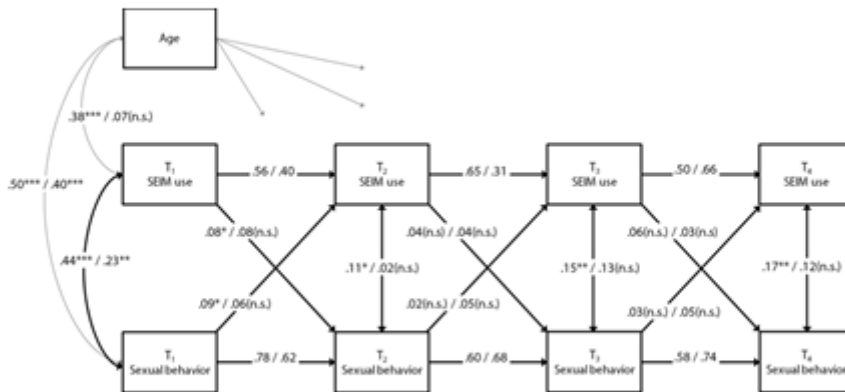 Age
.38*** / .07(n.s.)
.50*** / .40***
T₁
SEIM use
.56 / .40
T₂
SEIM use
.65 / .31
T₃
SEIM use
.50 / .66
T₄
SEIM use
.08* / .08(n.s.)
.04(n.s) / .04(n.s.)
.06(n.s.) / .03(n.s)
.44*** / .23**
.11* / .02(n.s.)
.15** / .13(n.s.)
.17** / .12(n.s.)
.09* / .06(n.s.)
.02(n.s.) / .05(n.s.)
.03(n.s.) / .05(n.s.)
T₁
Sexual behavior
.78 / .62
T₂
Sexual behavior
.60 / .68
T₃
Sexual behavior
.58 / .74
T₄
Sexual behavior